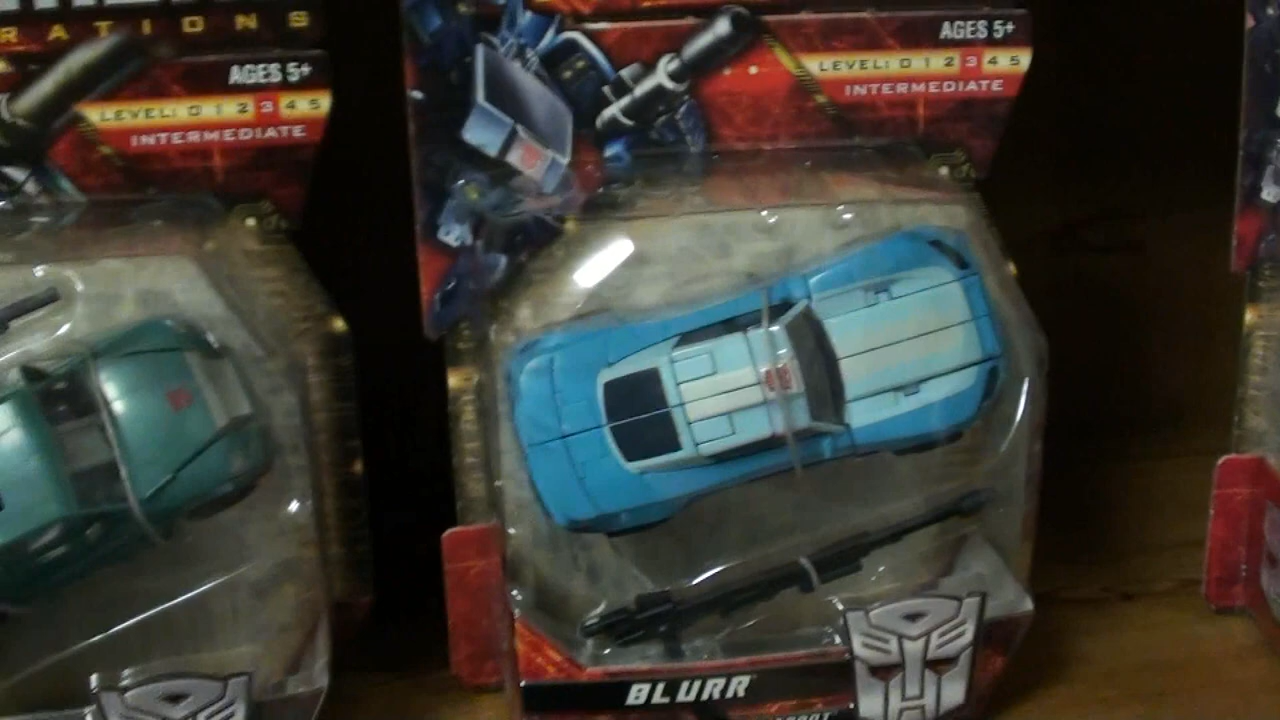 RATIONS
AGES 5+
LEVEL: 0 1 2 3 4 5
INTERMEDIATE
AGES 5+
LEVEL: 0 1 2 3 4 5
INTERMEDIATE
BLURR